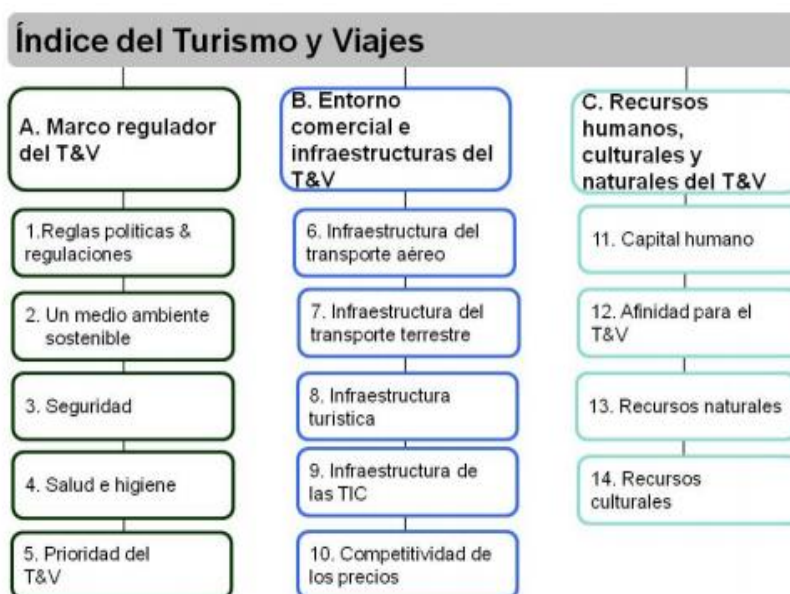 Índice del Turismo y Viajes
A. Marco regulador
del T&V
1.Reglas politicas &
regulaciones
2. Un medio ambiente
sostenible
3. Seguridad
4. Salud e higiene
5. Prioridad del
T&V
B. Entorno
comercial e
infraestructuras del
T&V
6. Infraestructura del
transporte aéreo
7. Infraestructura del
transporte terrestre
8. Infraestructura
turistica
9. Infraestructura de
las TIC
10. Competitividad de
los precios
C. Recursos
humanos,
culturales y
naturales del T&V
11. Capital humano
12. Afinidad para el
T&V
13. Recursos naturales
14. Recursos
culturales